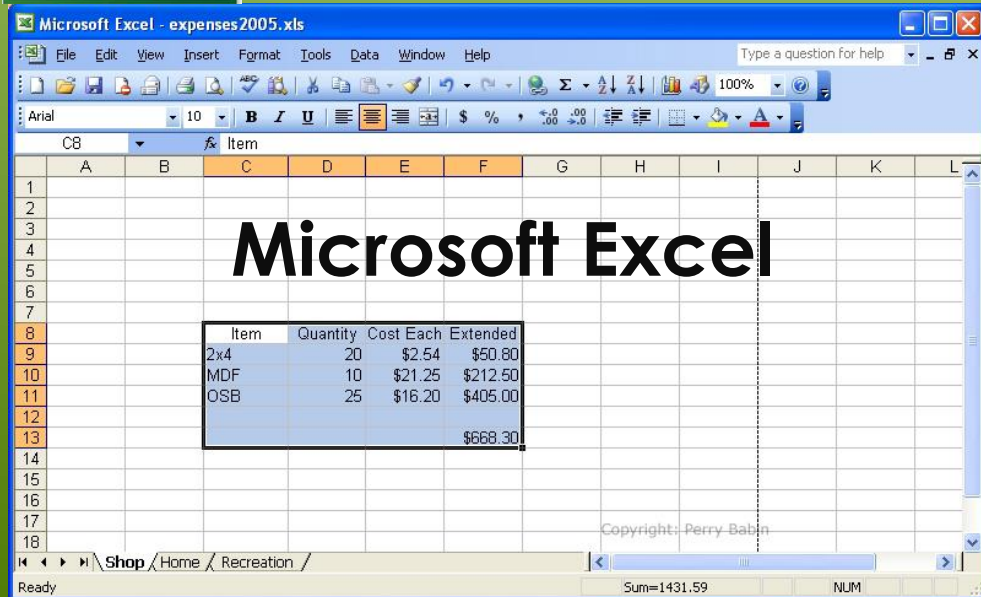 Microsoft Excel - expenses2005.xls
File Edit View Insert Format Tools Data Window Help Type a question for help
100%
Arial 10 B I U $ % ,
C8 fx Item
A B C D E F G H I J K L
1
2
3
Microsoft Excel
4
5
6
7
8 Item Quantity Cost Each Extended
9 2x4 20 $2.54 $50.80
10 MDF 10 $21.25 $212.50
11 OSB 25 $16.20 $405.00
12
13 $668.30
14
15
16
17
Copyright: Perry Babin
18
Shop Home Recreation
Ready Sum=1431.59 NUM